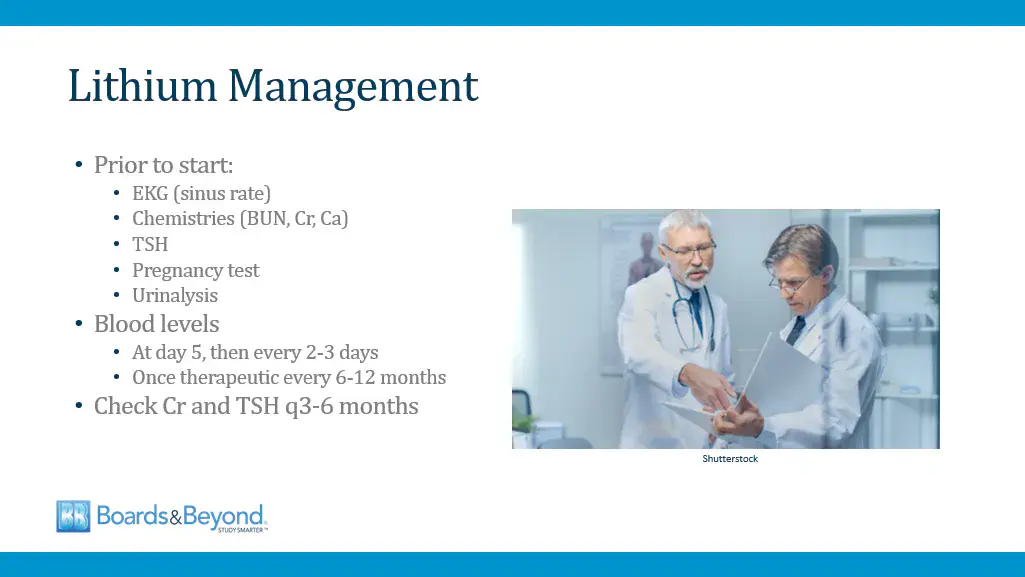 Lithium Management
• Prior to start:
• EKG (sinus rate)
• Chemistries (BUN, Cr, Ca)
• TSH
• Pregnancy test
• Urinalysis
• Blood levels
• At day 5, then every 2-3 days
• Once therapeutic every 6-12 months
• Check Cr and TSH q3-6 months
Shutterstock
BB Boards&Beyond®
STUDY SMARTER™